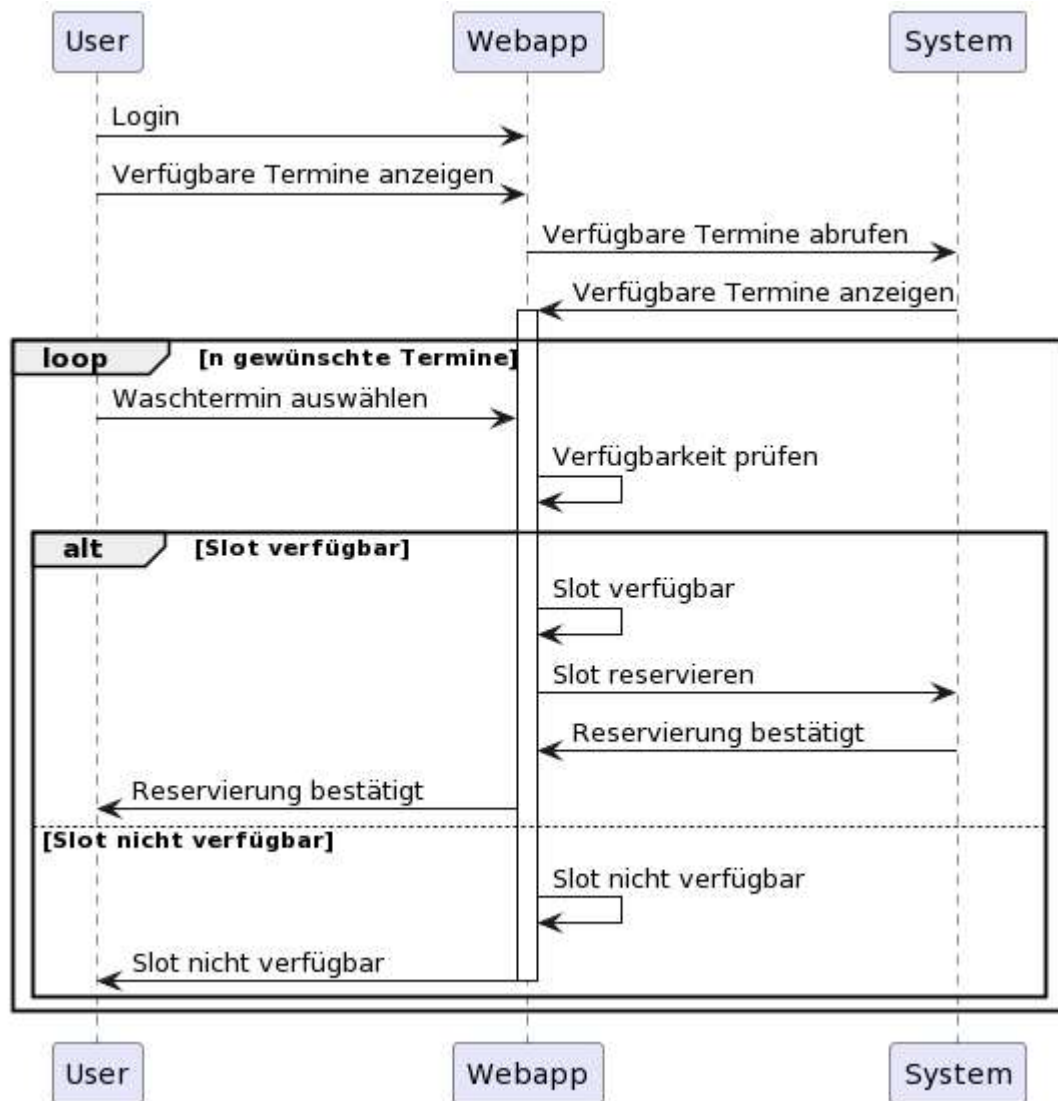 User Webapp System
Login
Verfügbare Termine anzeigen
Verfügbare Termine abrufen
Verfügbare Termine anzeigen
loop [n gewünschte Termine]
Waschtermin auswählen
Verfügbarkeit prüfen
alt [Slot verfügbar]
Slot verfügbar
Slot reservieren
Reservierung bestätigt
Reservierung bestätigt
[Slot nicht verfügbar]
Slot nicht verfügbar
Slot nicht verfügbar
User Webapp System